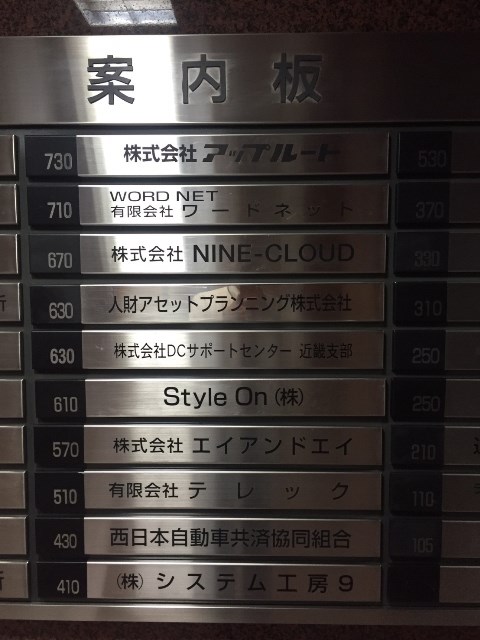 案内板
730 株式会社 アップルート 530
710 WORD NET
有限会社 ワードネット 370
670 株式会社 NINE-CLOUD 330
630 人財アセットプランニング株式会社 310
630 株式会社DCサポートセンター 近畿支部 250
610 Style On (株) 250
570 株式会社 エイアンドエイ 210
510 有限会社 テレック 110
430 西日本自動車共済協同組合 105
410 (株) システム工房9